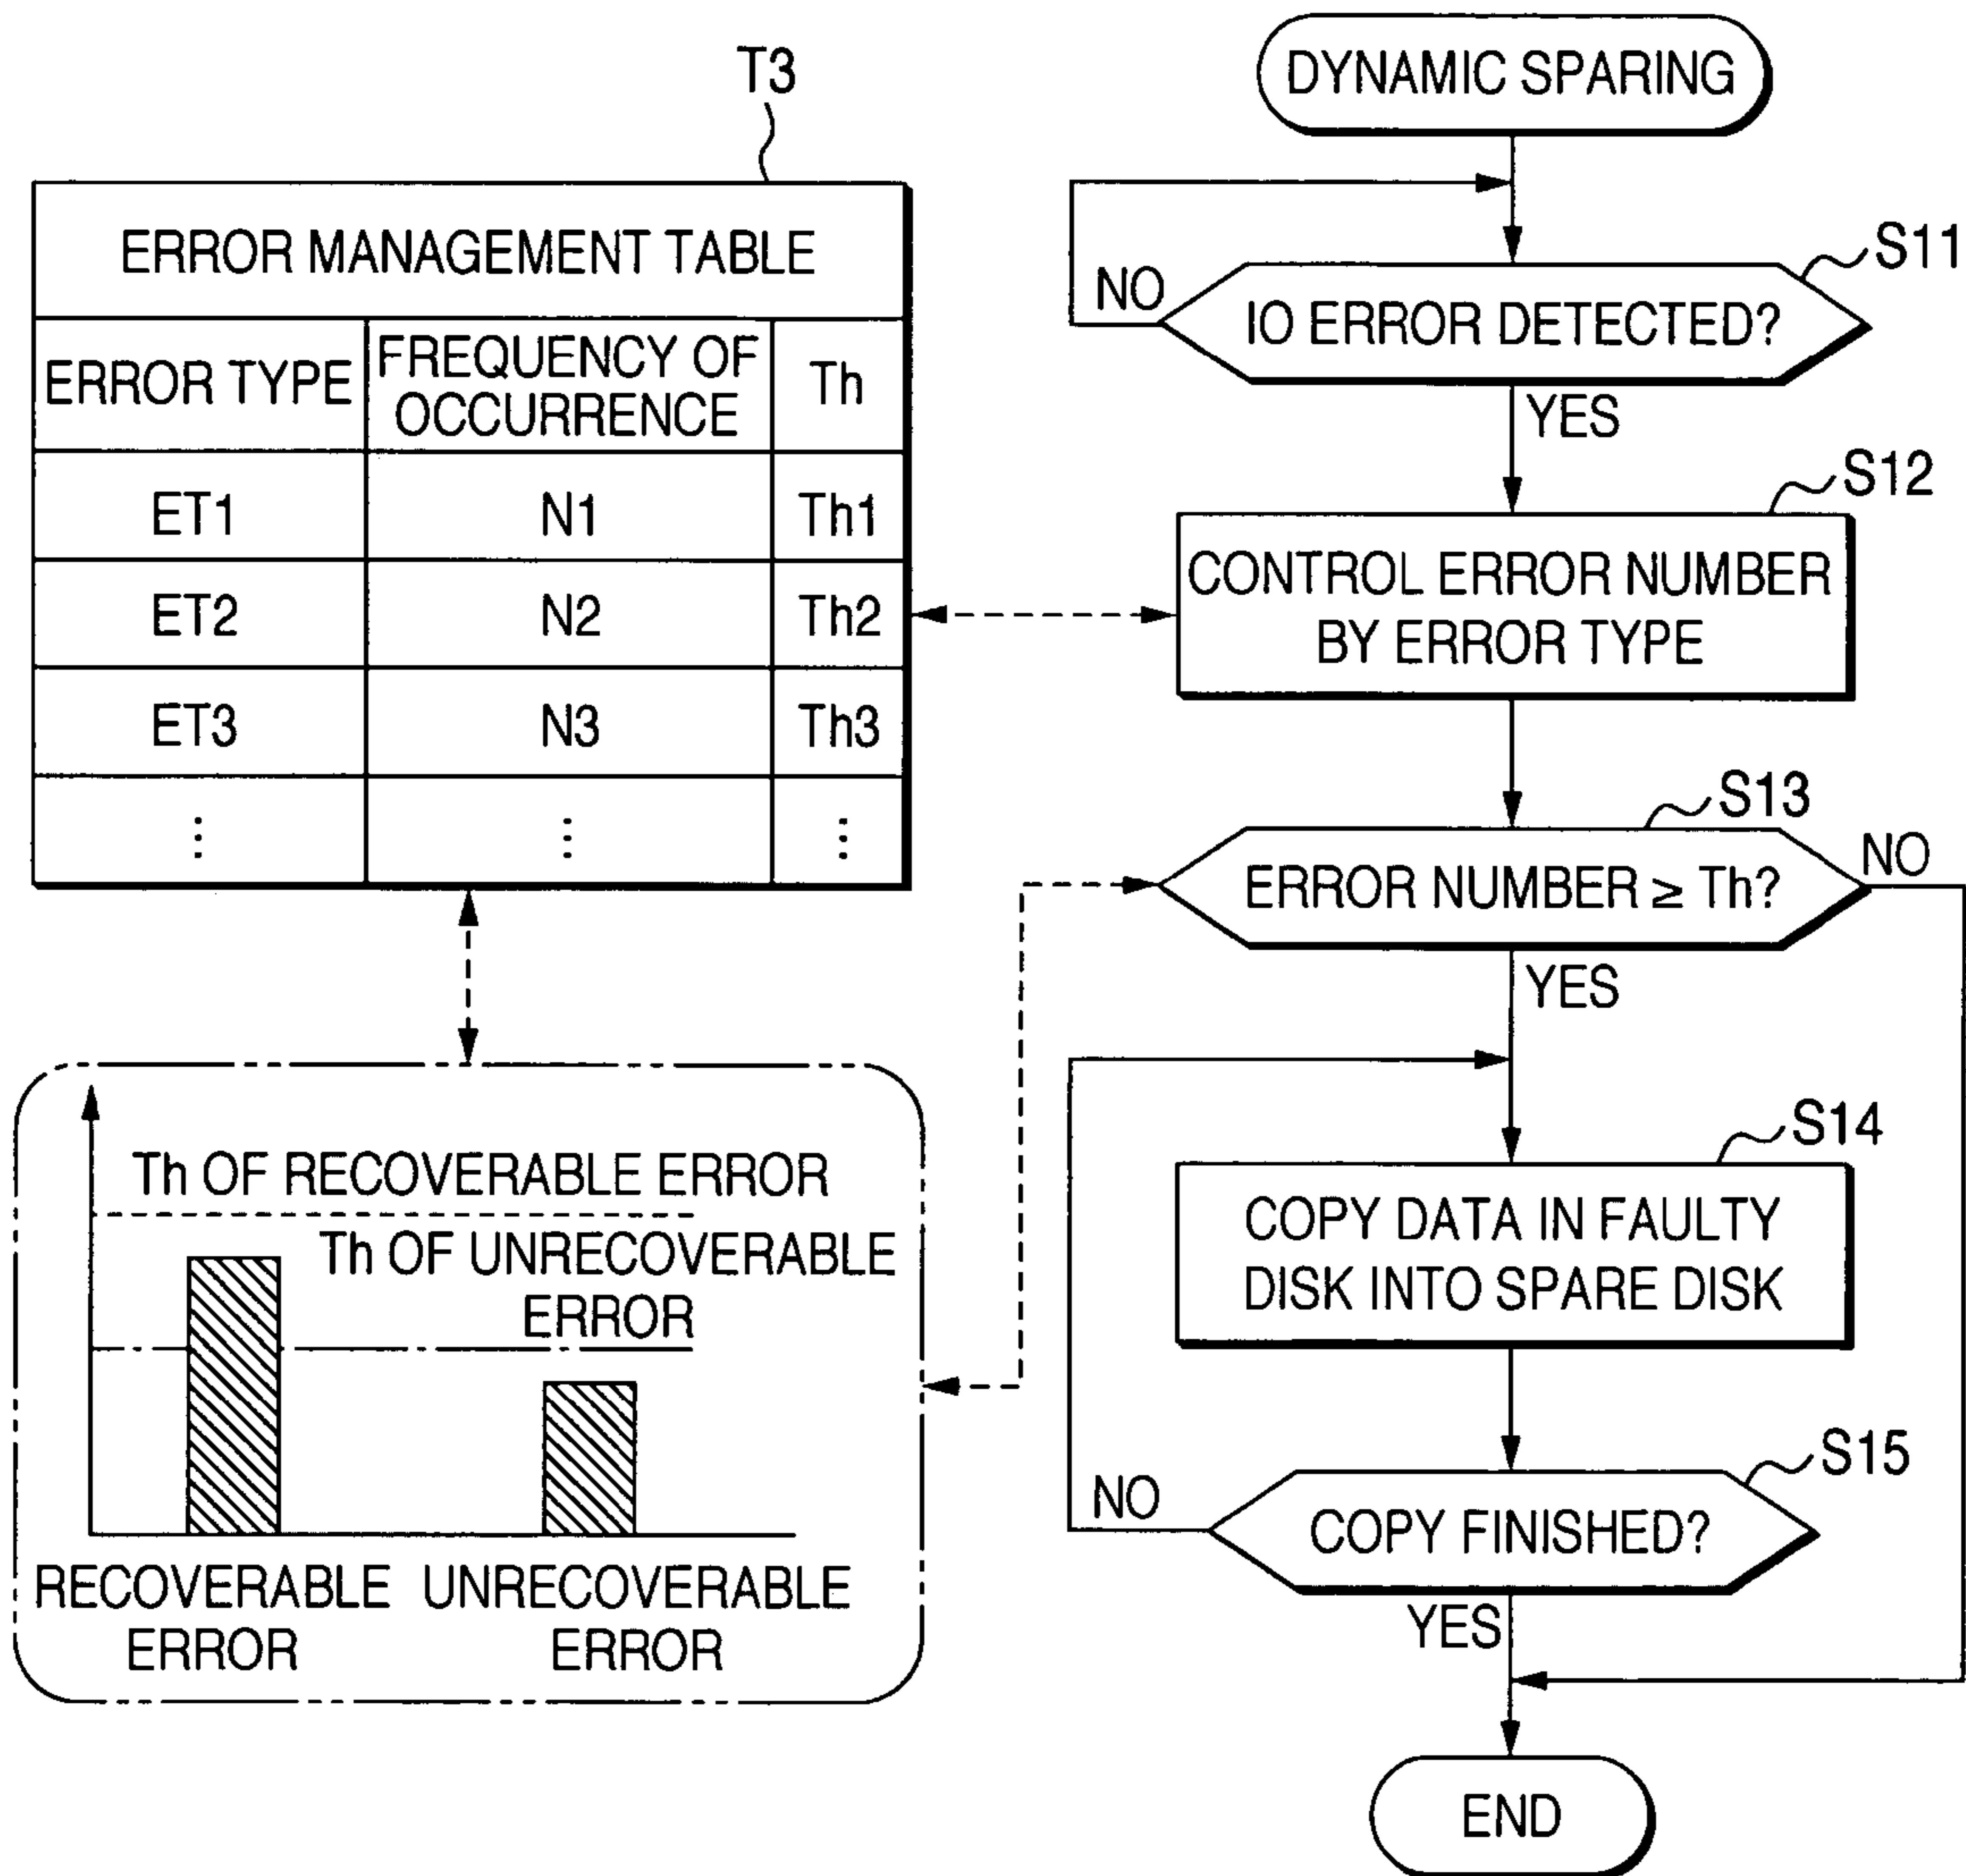 T3
ERROR MANAGEMENT TABLE
ERROR TYPE
FREQUENCY OF
OCCURRENCE
Th
ET1
N1
Th1
ET2
N2
Th2
ET3
N3
Th3
Th OF RECOVERABLE ERROR
Th OF UNRECOVERABLE
ERROR
RECOVERABLE
ERROR
UNRECOVERABLE
ERROR
DYNAMIC SPARING
S11
NO
IO ERROR DETECTED?
YES
S12
CONTROL ERROR NUMBER
BY ERROR TYPE
S13
ERROR NUMBER ≥ Th?
NO
YES
S14
COPY DATA IN FAULTY
DISK INTO SPARE DISK
S15
NO
COPY FINISHED?
YES
END